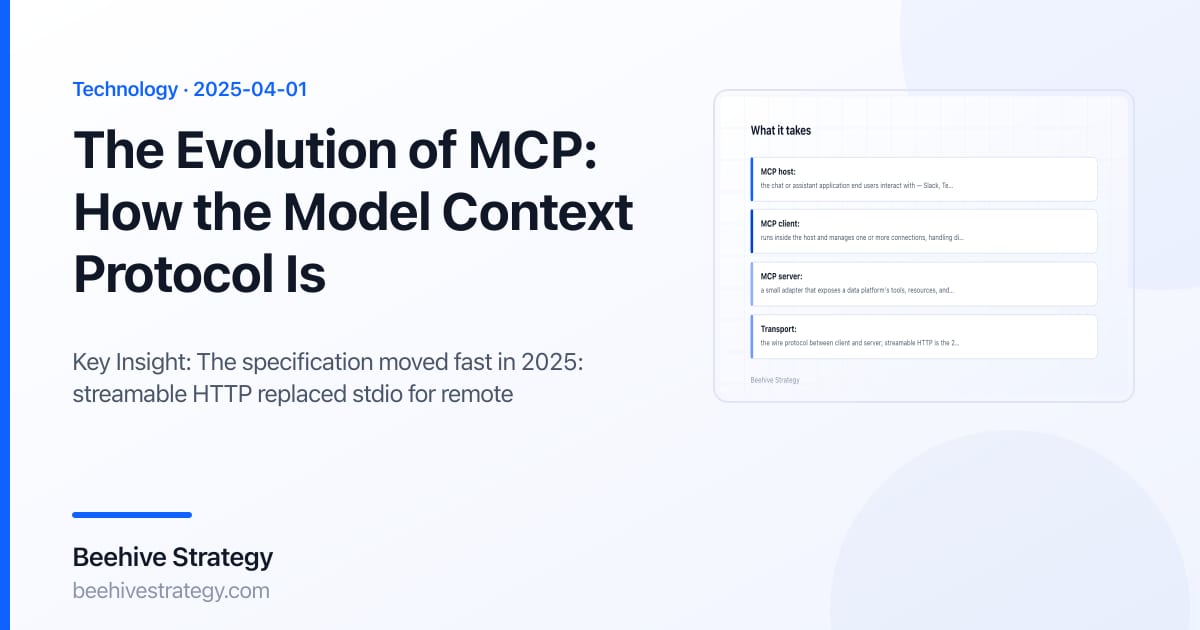 Technology · 2025-04-01
The Evolution of MCP:
How the Model Context
Protocol Is
Key Insight: The specification moved fast in 2025:
streamable HTTP replaced stdio for remote
Beehive Strategy
beehivestrategy.com
What it takes
MCP host:
the chat or assistant application end users interact with — Slack, Te...
MCP client:
runs inside the host and manages one or more connections, handling di...
MCP server:
a small adapter that exposes a data platform's tools, resources, and...
Transport:
the wire protocol between client and server; streamable HTTP is the 2...
Beehive Strategy